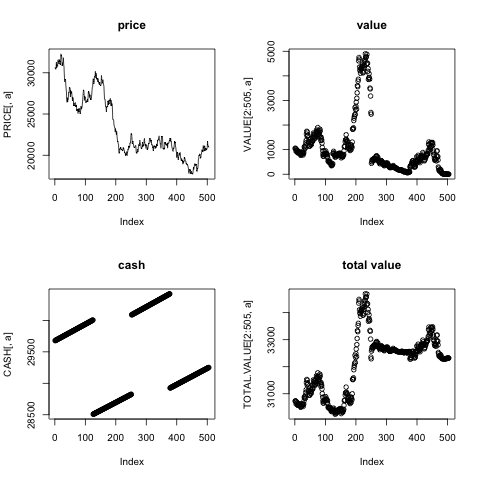 price
PRICE[, a]
20000 25000 30000
0 100 200 300 400 500
Index
value
VALUE[2:505, a]
0 1000 3000 5000
0 100 200 300 400 500
Index
cash
CASH[, a]
28500 29500
0 100 200 300 400 500
Index
total value
TOTAL.VALUE[2:505, a]
31000 33000
0 100 200 300 400 500
Index